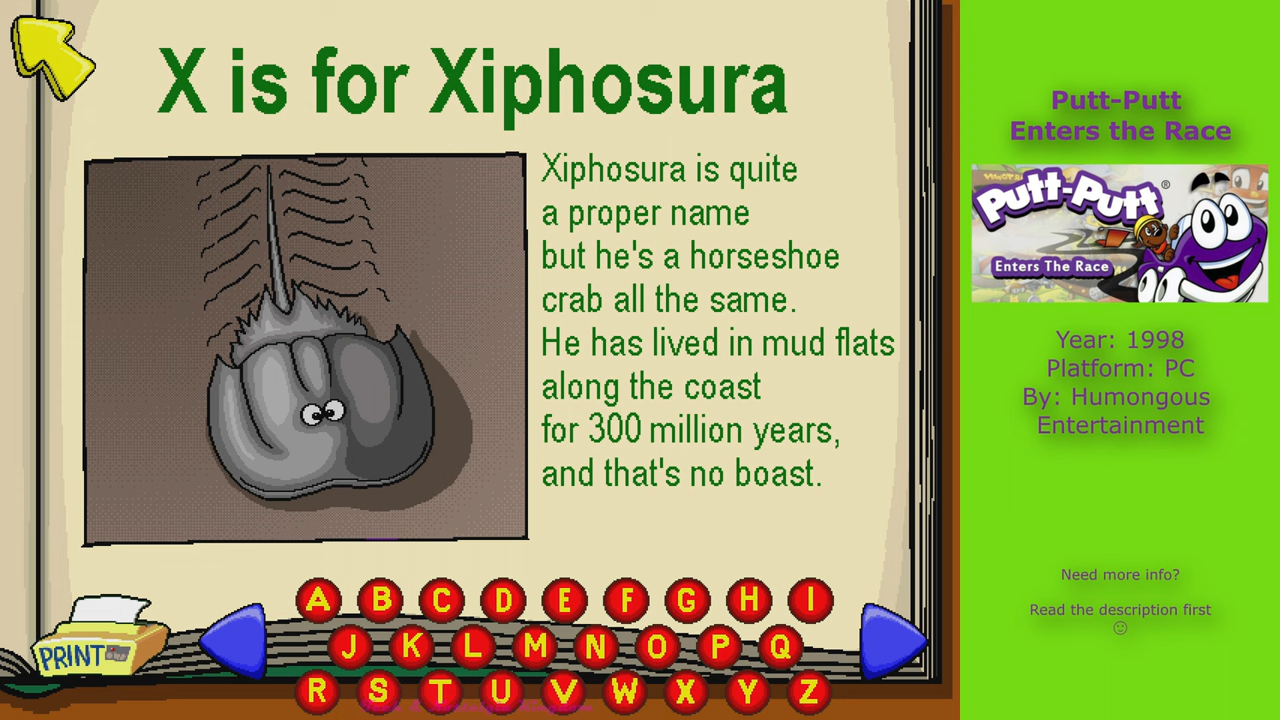 X is for Xiphosura
Xiphosura is quite
a proper name
but he's a horseshoe
crab all the same.
He has lived in mud flats
along the coast
for 300 million years,
and that's no boast.
PRINT
A B C D E F G H I
J K L M N O P Q
R S T U V W X Y Z
Putt-Putt
Enters the Race
Putt-Putt®
Enters The Race
Year: 1998
Platform: PC
By: Humongous
Entertainment
Need more info?
Read the description first